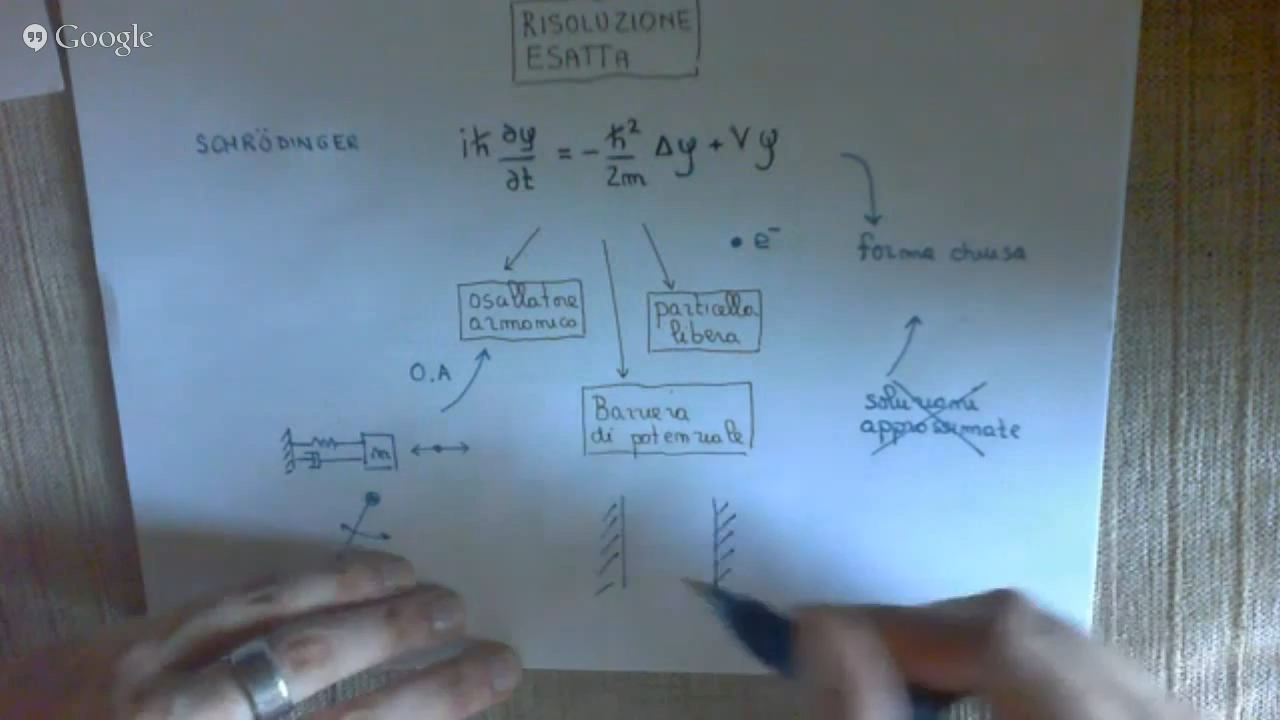 Google
RISOLUZIONE
ESATTA
SCHRÖDINGER
iℏ ∂ψ/∂t = - ℏ²/2m Δψ + Vψ
• e⁻
forma chiusa
oscillatore
armonico
particella
libera
O.A
Barriera
di potenziale
soluzioni
approssimate
m